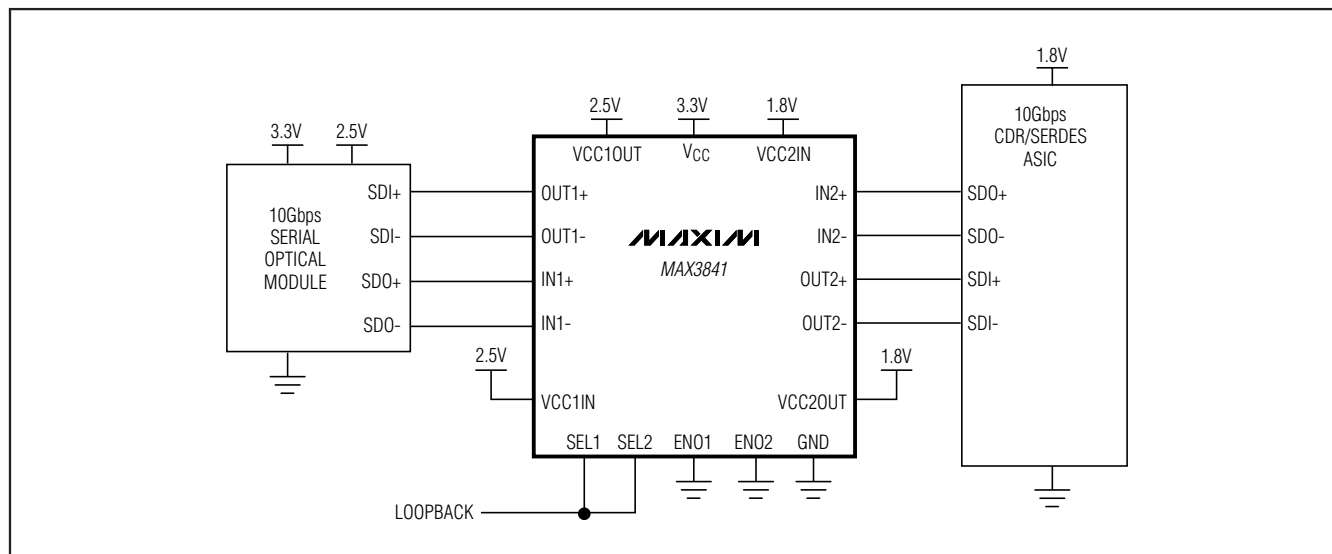 1.8V
2.5V
3.3V
1.8V
10Gbps
CDR/SERDES
ASIC
3.3V
2.5V
VCC1OUT
VCC
VCC2IN
SDI+
OUT1+
IN2+
SDO+
10Gbps
SERIAL
OPTICAL
MODULE
SDI-
OUT1-
MAXIM
IN2-
SDO-
MAX3841
SDO+
IN1+
OUT2+
SDI+
SDO-
IN1-
OUT2-
SDI-
2.5V
1.8V
VCC1IN
VCC2OUT
SEL1
SEL2
ENO1
ENO2
GND
LOOPBACK